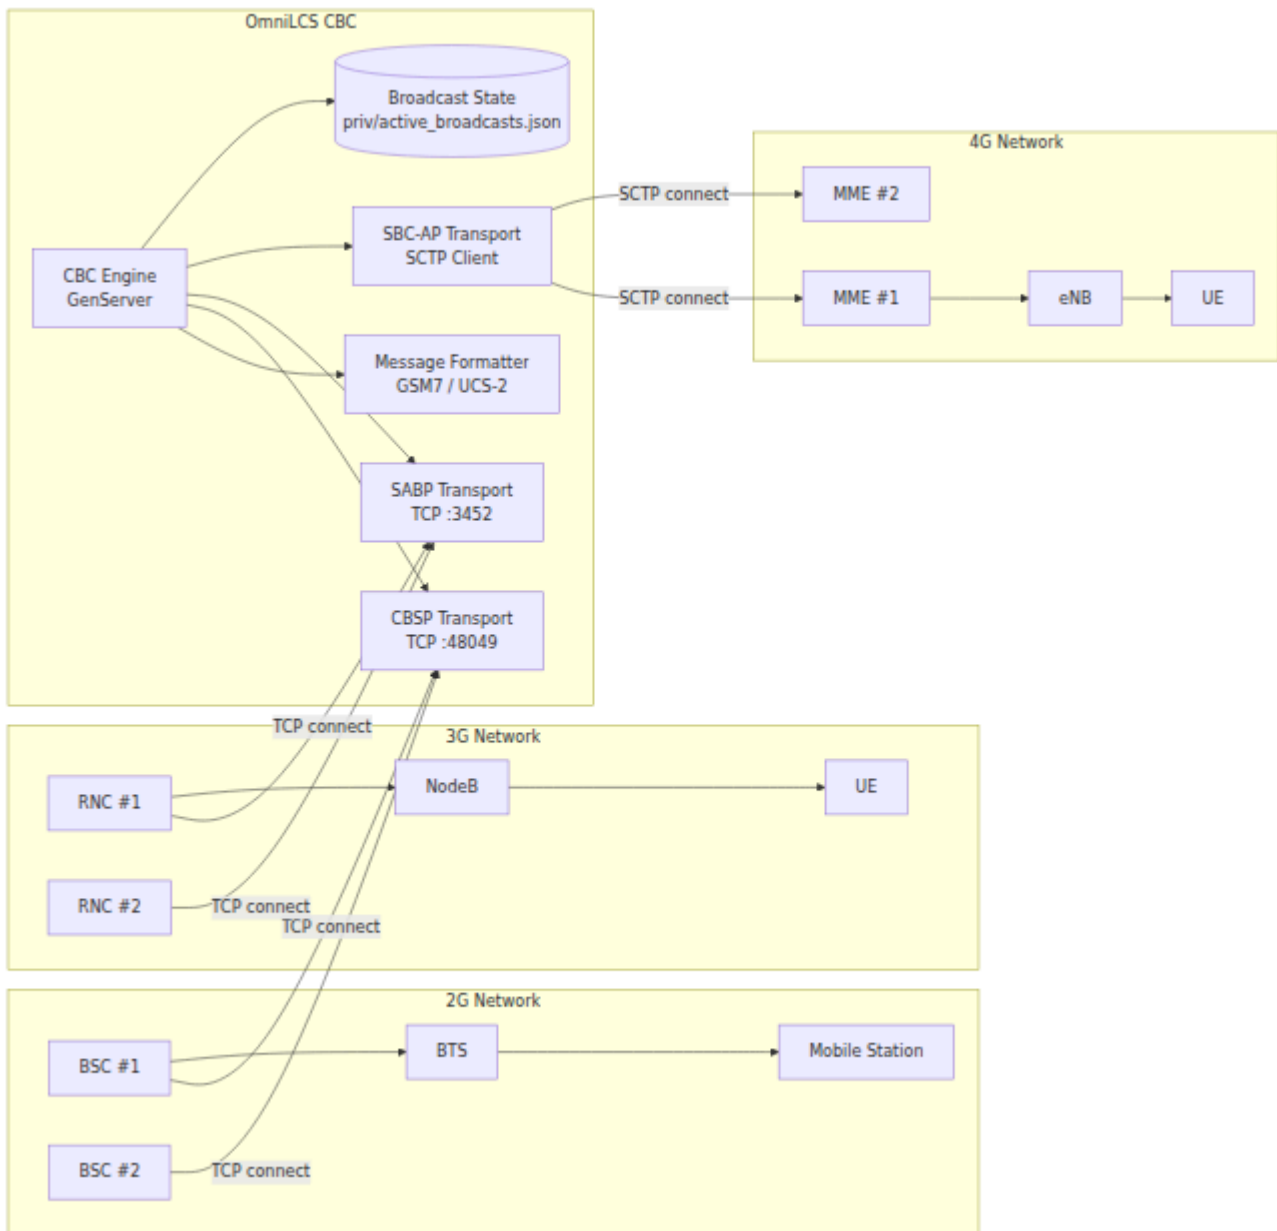 OmniLCS CBC
Broadcast State
priv/active_broadcasts.json
4G Network
SCTP connect
MME #2
SBC-AP Transport
SCTP Client
CBC Engine
GenServer
SCTP connect
MME #1
eNB
UE
Message Formatter
GSM7 / UCS-2
SABP Transport
TCP :3452
CBSP Transport
TCP :48049
TCP connect
3G Network
RNC #1
NodeB
UE
RNC #2
TCP connect
TCP connect
2G Network
BSC #1
BTS
Mobile Station
BSC #2
TCP connect